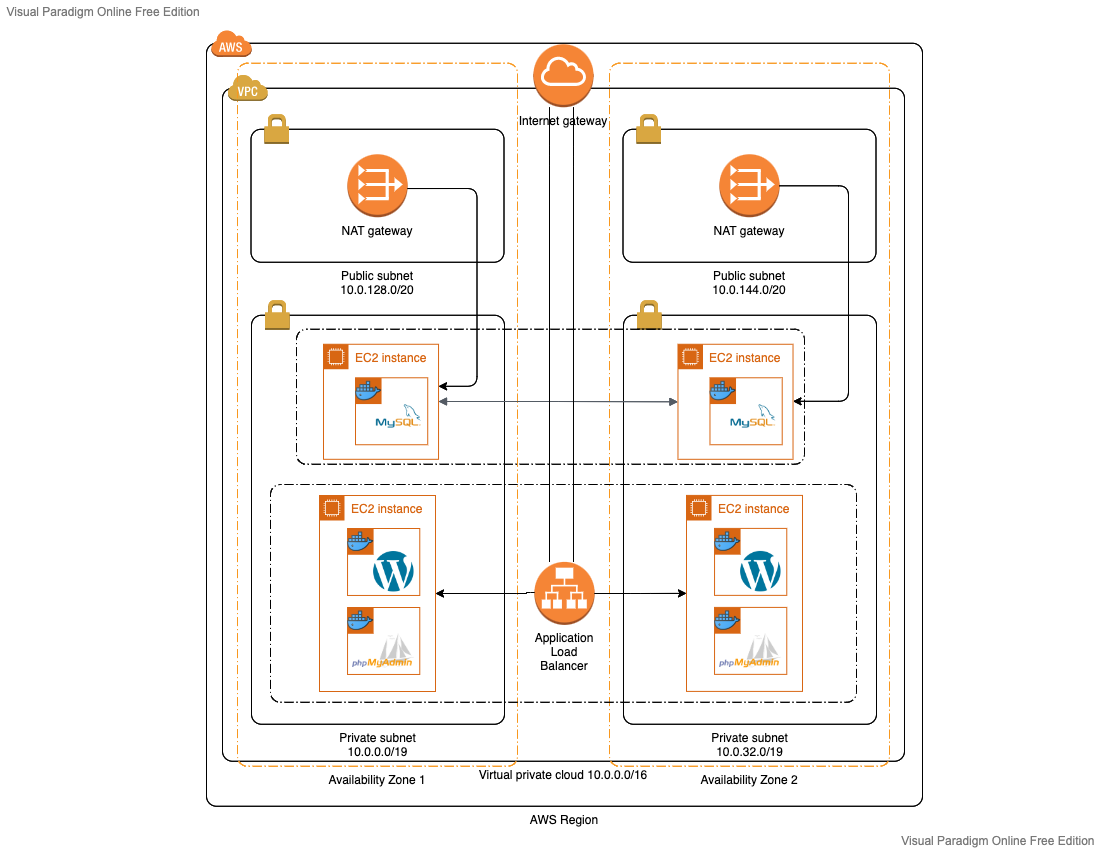 Visual Paradigm Online Free Edition
AWS
VPC
Internet gateway
NAT gateway
NAT gateway
Public subnet
10.0.128.0/20
Public subnet
10.0.144.0/20
EC2 instance
MySQL
EC2 instance
MySQL
EC2 instance
W
phpMyAdmin
EC2 instance
W
phpMyAdmin
Application
Load
Balancer
Private subnet
10.0.0.0/19
Private subnet
10.0.32.0/19
Availability Zone 1
Virtual private cloud 10.0.0.0/16
Availability Zone 2
AWS Region
Visual Paradigm Online Free Edition